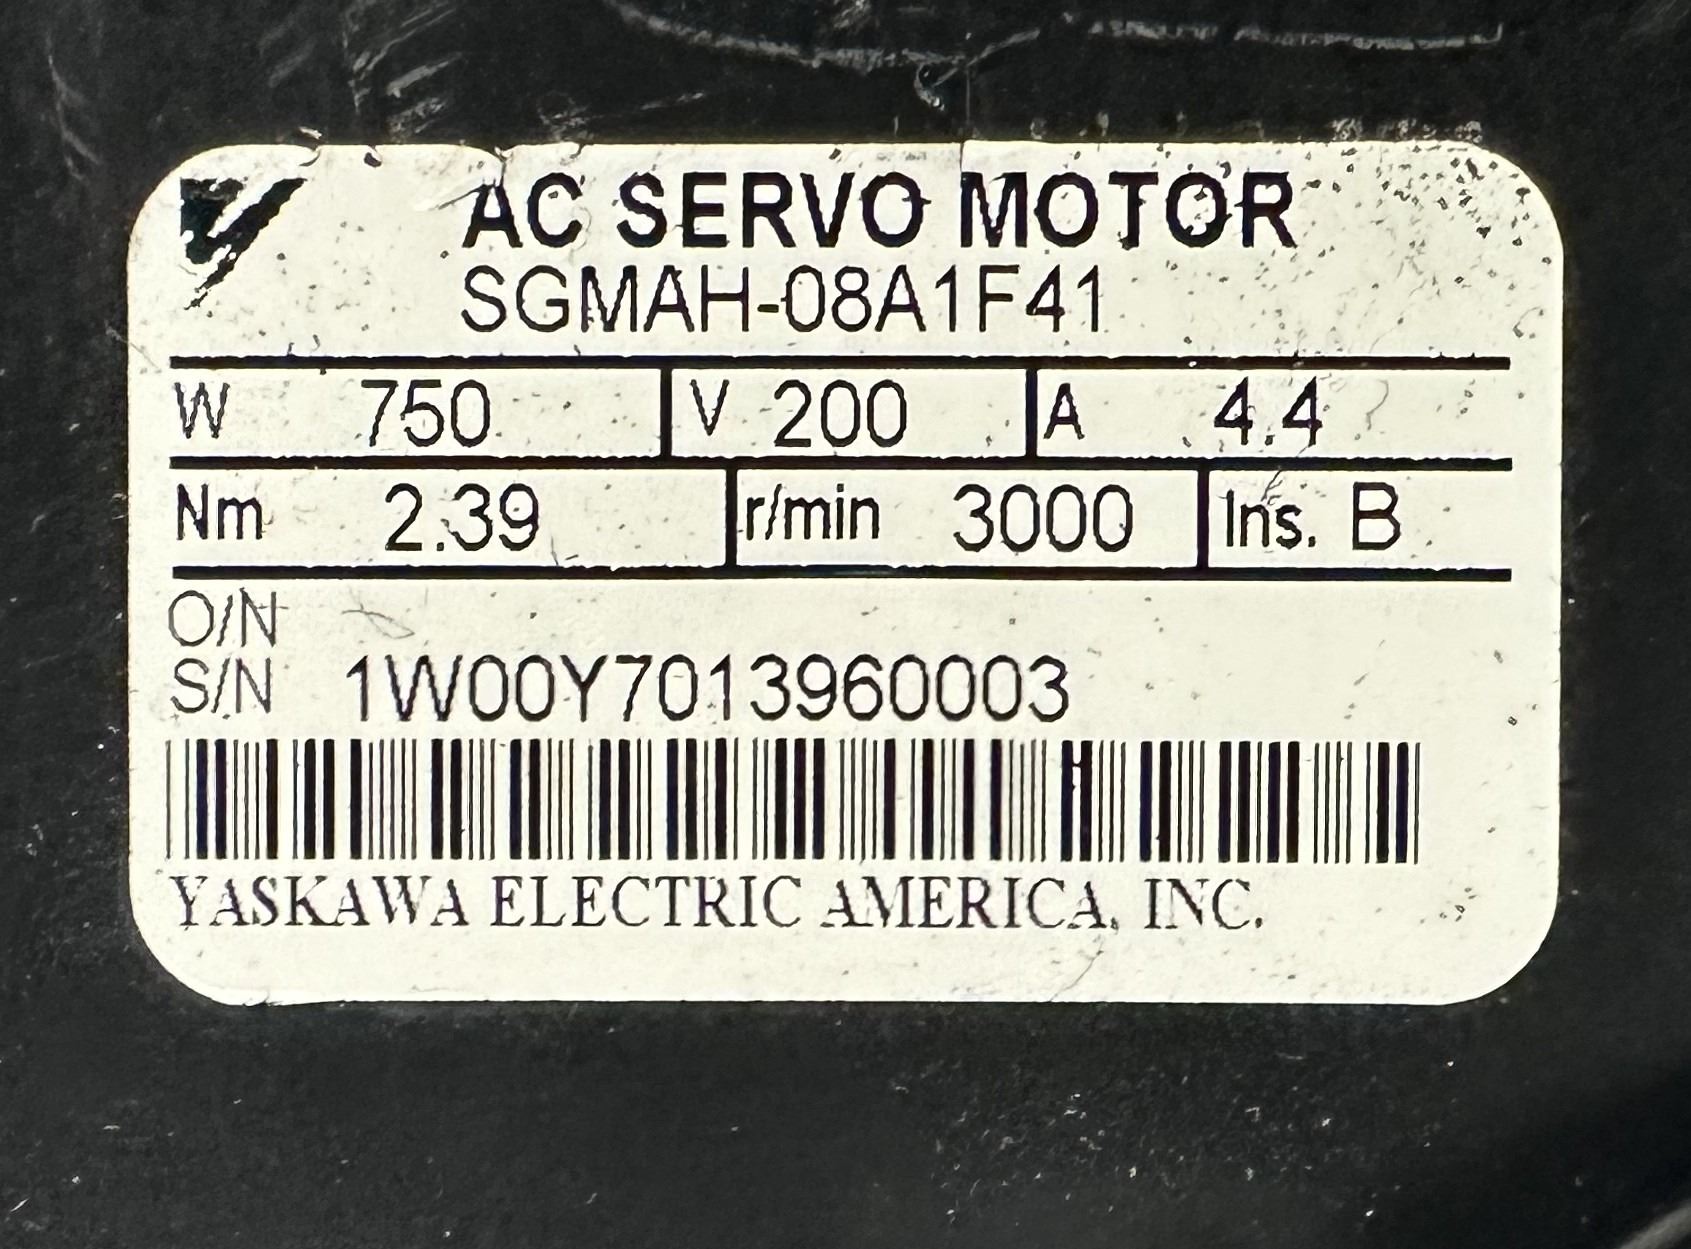 AC SERVO MOTOR
SGMAH-08A1F41
W 750 V 200 A 4.4
Nm 2.39 r/min 3000 Ins. B
O/N
S/N 1W00Y7013960003
YASKAWA ELECTRIC AMERICA, INC.